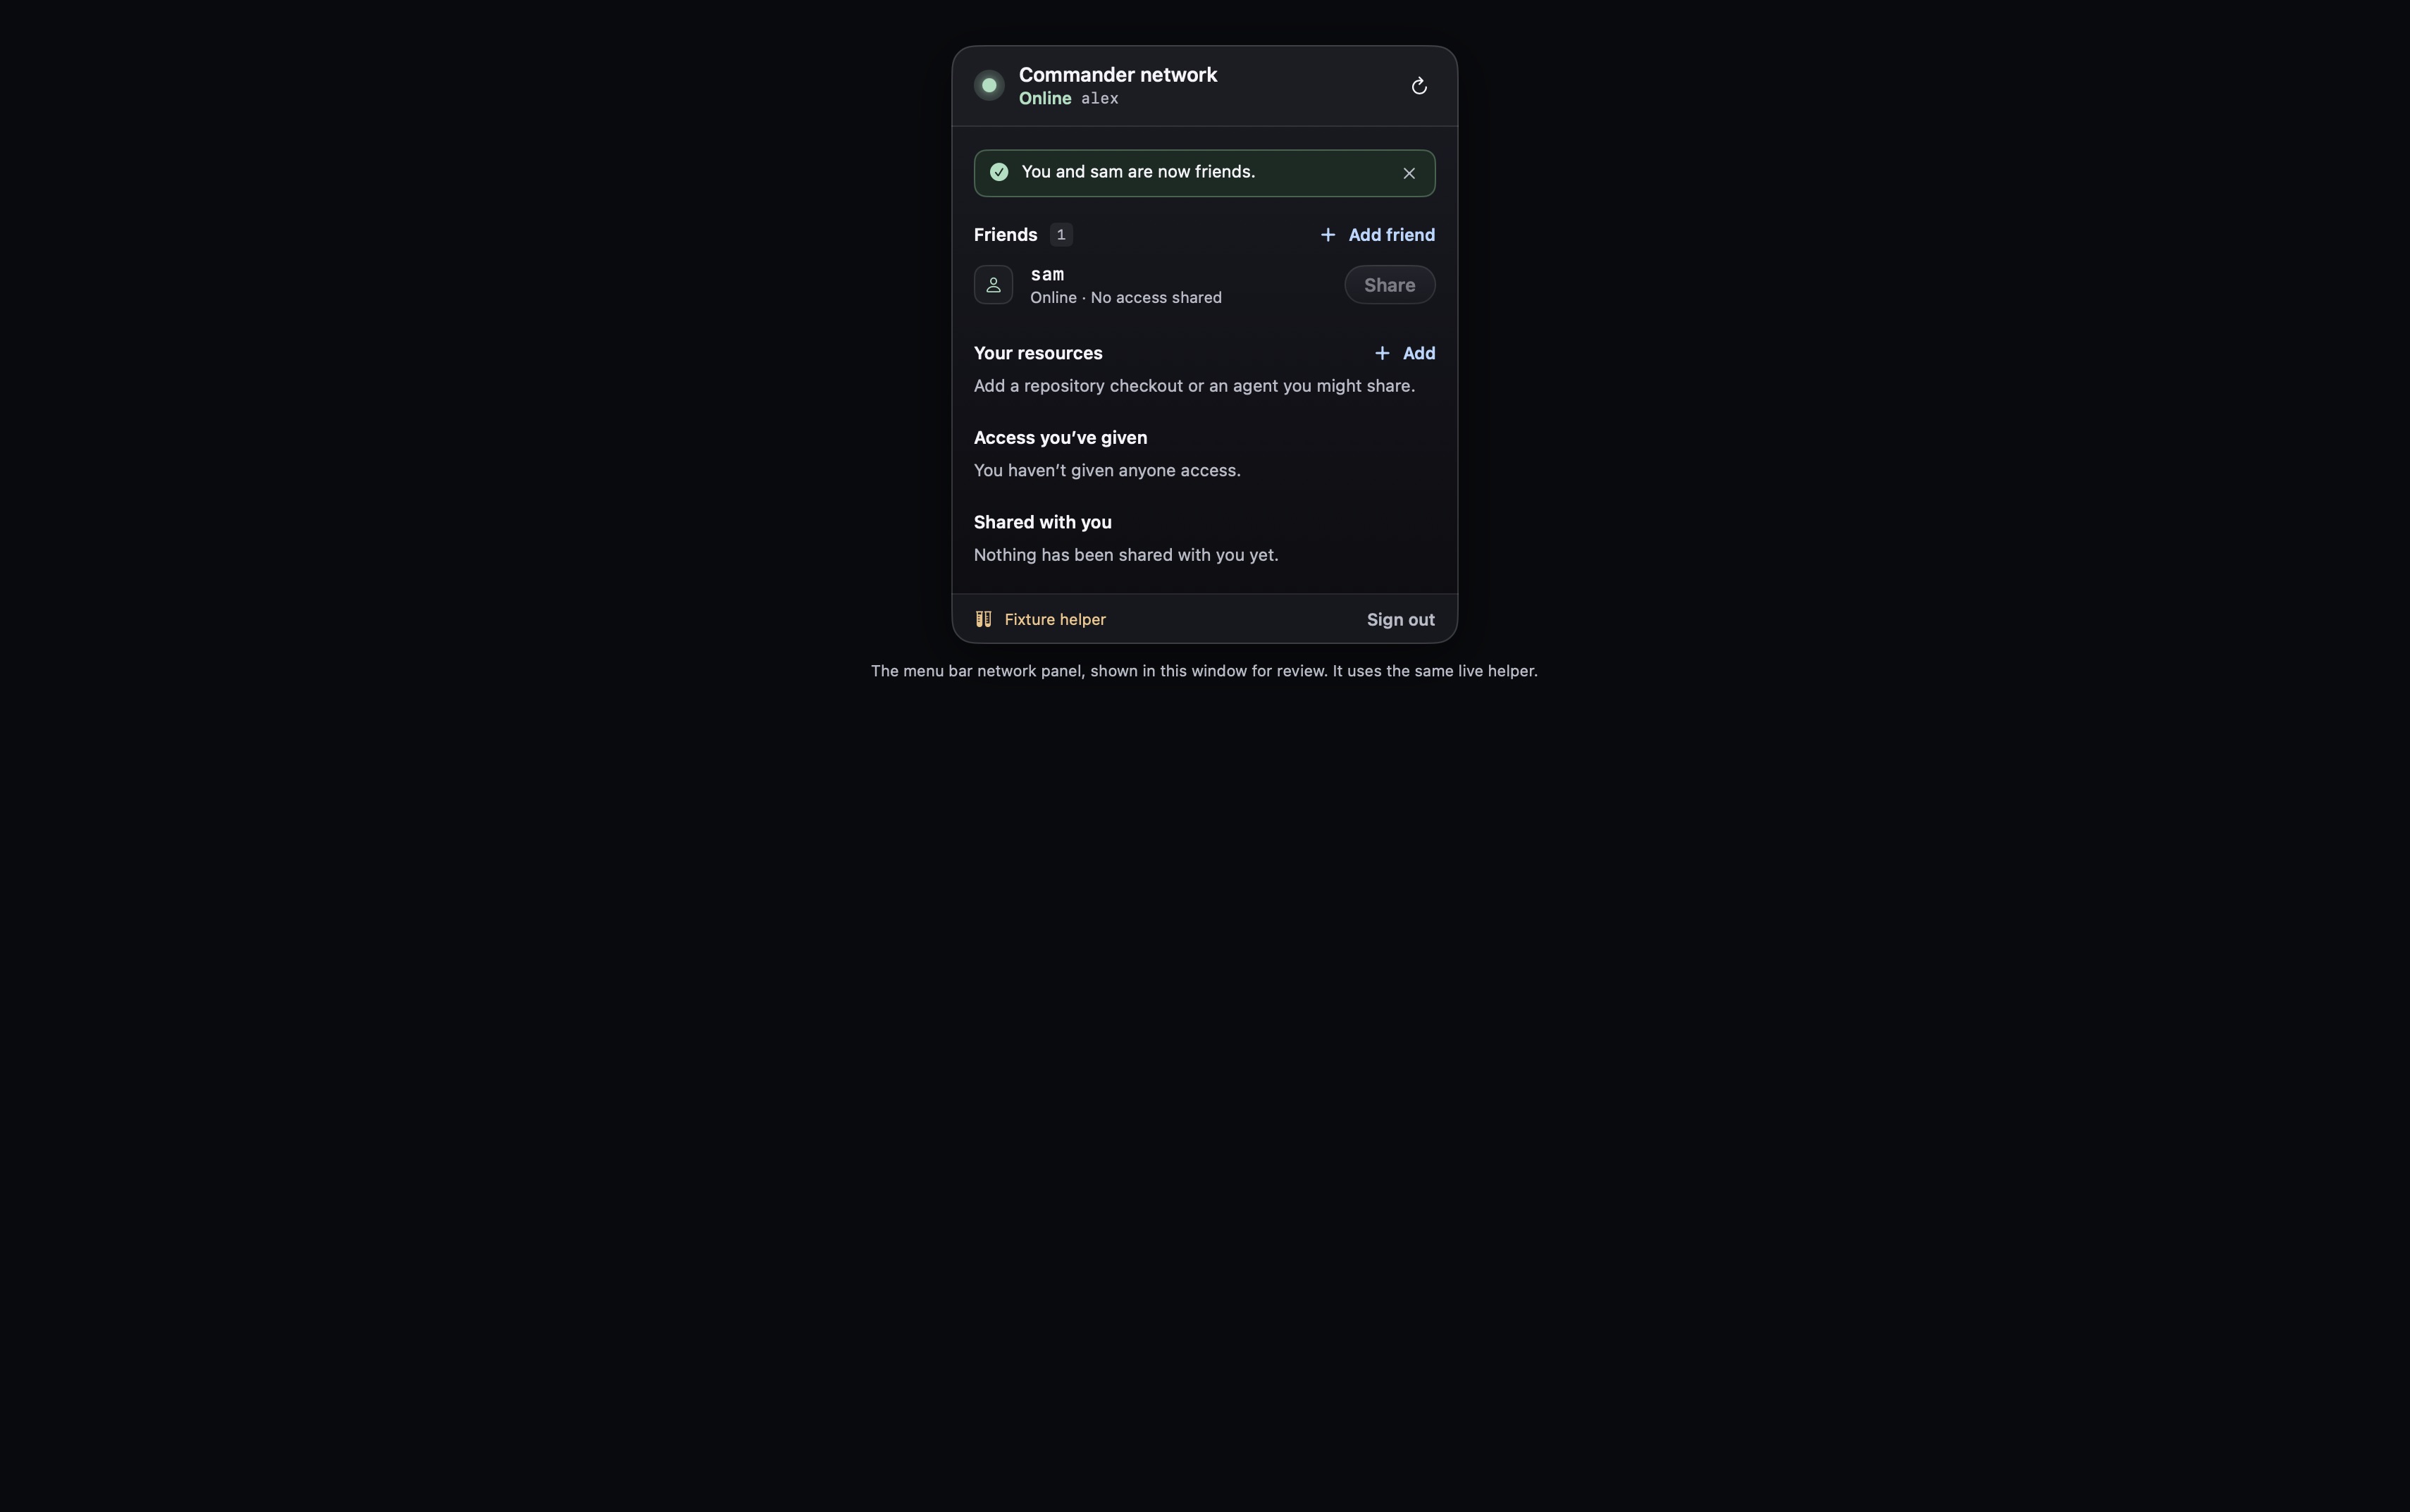 Commander network
Online alex
You and sam are now friends.
Friends 1
Add friend
sam
Online · No access shared
Share
Your resources
Add
Add a repository checkout or an agent you might share.
Access you’ve given
You haven’t given anyone access.
Shared with you
Nothing has been shared with you yet.
Fixture helper
Sign out
The menu bar network panel, shown in this window for review. It uses the same live helper.